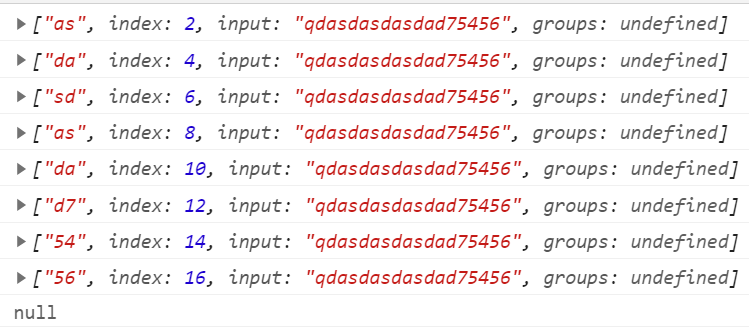 ["as", index: 2, input: "qdasdasdasdad75456", groups: undefined]
["da", index: 4, input: "qdasdasdasdad75456", groups: undefined]
["sd", index: 6, input: "qdasdasdasdad75456", groups: undefined]
["as", index: 8, input: "qdasdasdasdad75456", groups: undefined]
["da", index: 10, input: "qdasdasdasdad75456", groups: undefined]
["d7", index: 12, input: "qdasdasdasdad75456", groups: undefined]
["54", index: 14, input: "qdasdasdasdad75456", groups: undefined]
["56", index: 16, input: "qdasdasdasdad75456", groups: undefined]
null